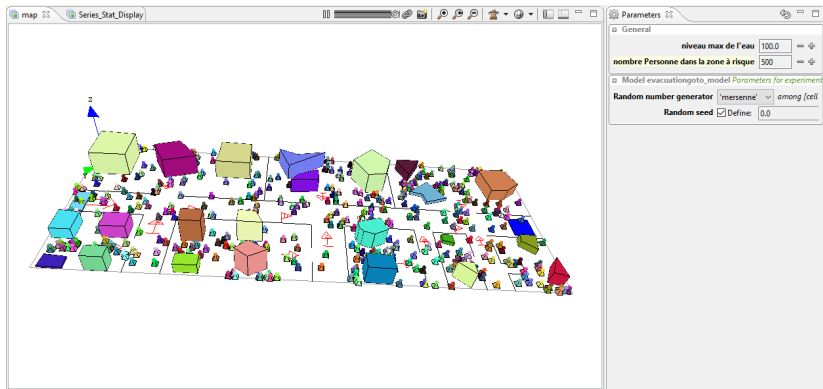 map
Series_Stat_Display
z
Parameters
General
niveau max de l'eau 100.0
nombre Personne dans la zone à risque 500
Model evacuationgoto_model Parameters for experiment
Random number generator 'mersenne' among [cell
Random seed Define: 0.0